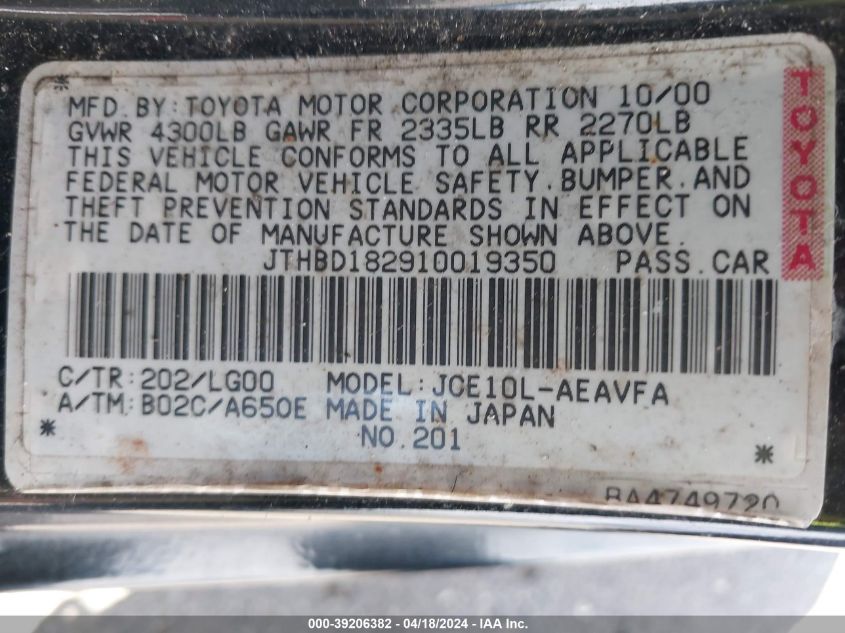 MFD. BY: TOYOTA MOTOR CORPORATION 10/00
GVWR 4300LB GAWR FR 2335LB RR 2270LB
THIS VEHICLE CONFORMS TO ALL APPLICABLE
FEDERAL MOTOR VEHICLE SAFETY. BUMPER. AND
THEFT PREVENTION STANDARDS IN EFFECT ON
THE DATE OF MANUFACTURE SHOWN ABOVE.
JTHBD182910019350 PASS. CAR
TOYOTA
C/TR: 202/LG00 MODEL: JCE10L-AEAVFA
A/TM: B02C/A650E MADE IN JAPAN
NO. 201
BA4749720
000-39206382 - 04/18/2024 - IAA Inc.